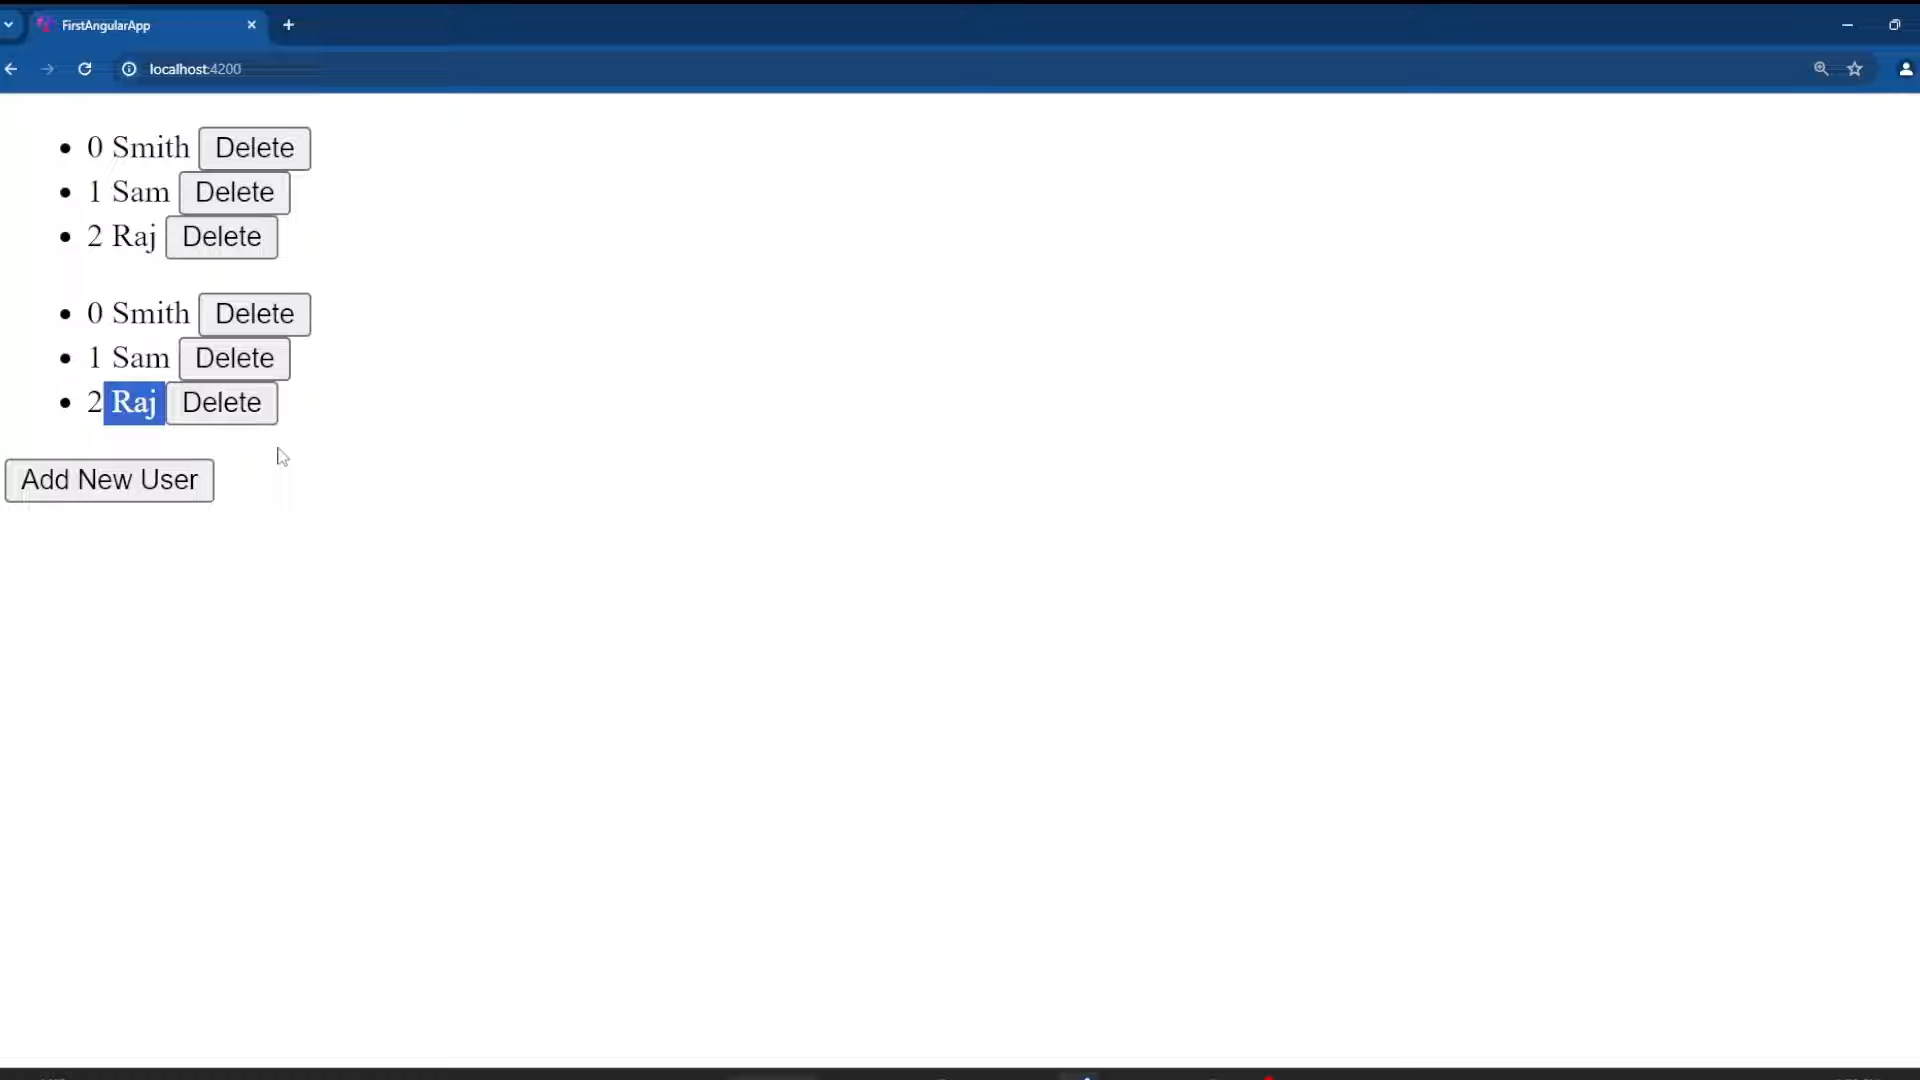 FirstAngularApp
localhost:4200
0 Smith Delete
1 Sam Delete
2 Raj Delete
0 Smith Delete
1 Sam Delete
2 Raj Delete
Add New User